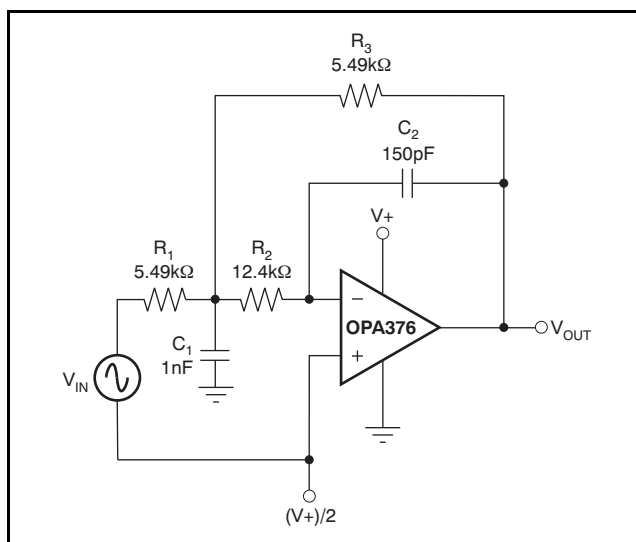 R3
5.49kΩ
C2
150pF
V+
R1
5.49kΩ
R2
12.4kΩ
−
OPA376
+
C1
1nF
VIN
VOUT
(V+)/2